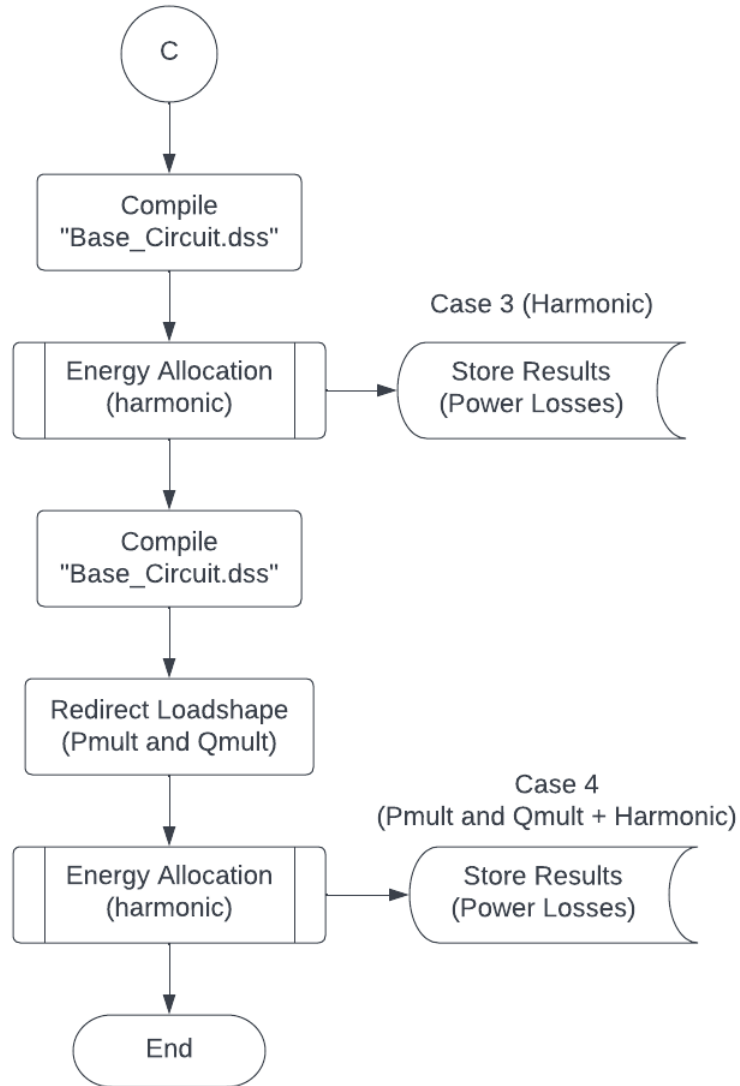 C
Compile
"Base_Circuit.dss"
Case 3 (Harmonic)
Energy Allocation
(harmonic)
Store Results
(Power Losses)
Compile
"Base_Circuit.dss"
Redirect Loadshape
(Pmult and Qmult)
Case 4
(Pmult and Qmult + Harmonic)
Energy Allocation
(harmonic)
Store Results
(Power Losses)
End